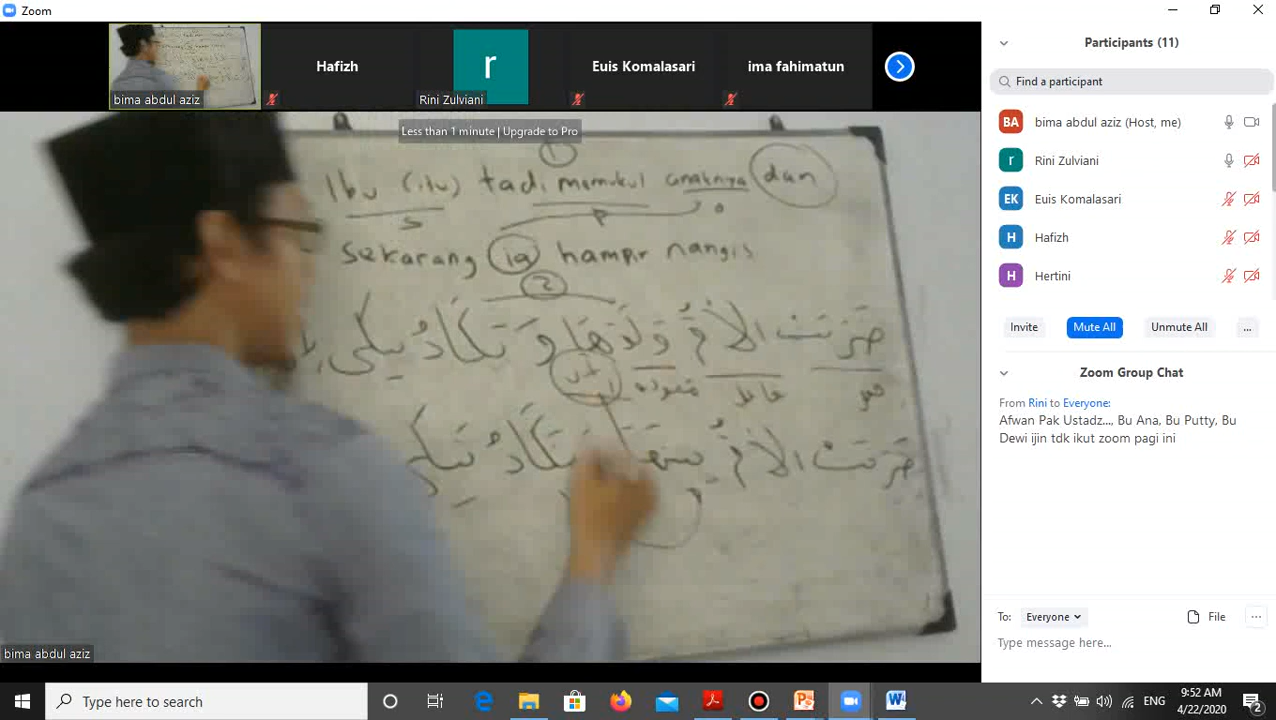 Zoom
Hafizh
r
Euis Komalasari
ima fahimatun
bima abdul aziz
Rini Zulviani
Less than 1 minute | Upgrade to Pro
1
Ibu (itu) tadi memukul anaknya dan
S P O
sekarang ia hampir nangis
2
ضربت الأم ولدها و تكاد
ضربت الأم تكاد
bima abdul aziz
Participants (11)
Find a participant
BA bima abdul aziz (Host, me)
r Rini Zulviani
EK Euis Komalasari
H Hafizh
H Hertini
Invite Mute All Unmute All ...
Zoom Group Chat
From Rini to Everyone:
Afwan Pak Ustadz..., Bu Ana, Bu Putty, Bu
Dewi ijin tdk ikut zoom pagi ini
To: Everyone File ...
Type message here...
Type here to search
ENG
9:52 AM
4/22/2020
2